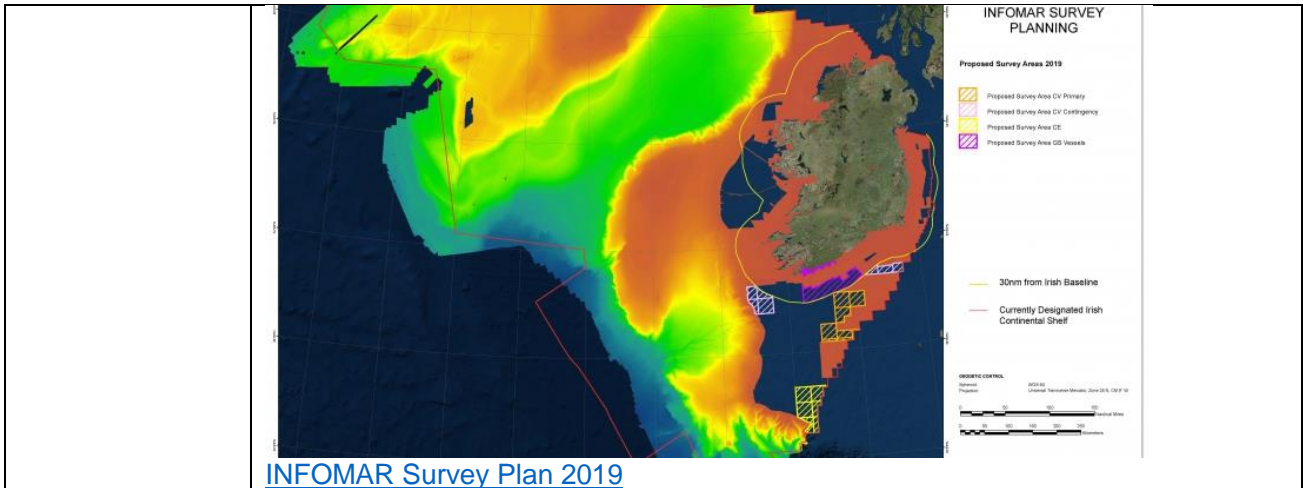 INFOMAR SURVEY
PLANNING
Proposed Survey Areas 2019
Proposed Survey Area CV Primary
Proposed Survey Area CV Contingency
Proposed Survey Area CE
Proposed Survey Area GS Vessels
30nm from Irish Baseline
Currently Designated Irish
Continental Shelf
GEODETIC CONTROL
Nautical Miles
Kilometers
INFOMAR Survey Plan 2019